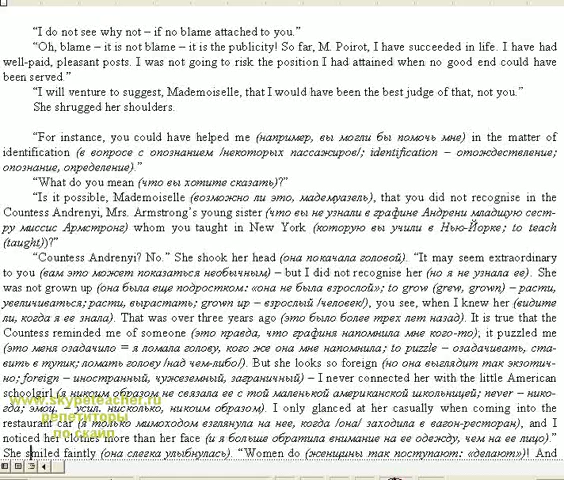 “I do not see why not – if no blame attached to you.”
“Oh, blame – it is not blame – it is the publicity! So far, M. Poirot, I have succeeded in life. I have had
well-paid, pleasant posts. I was not going to risk the position I had attained when no good end could have
been served.”
“I will venture to suggest, Mademoiselle, that I would have been the best judge of that, not you.”
She shrugged her shoulders.
“For instance, you could have helped me (например, вы могли бы помочь мне) in the matter of
identification (в вопросе с опознанием /некоторых пассажиров/; identification – отождествление;
опознание, определение).”
“What do you mean (что вы хотите сказать)?”
“Is it possible, Mademoiselle (возможно ли это, мадемуазель), that you did not recognise in the
Countess Andrenyi, Mrs. Armstrong’s young sister (что вы не узнали в графине Андрени младшую сест-
ру миссис Армстронг) whom you taught in New York (которую вы учили в Нью-Йорке; to teach
(taught))?”
“Countess Andrenyi? No.” She shook her head (она покачала головой). “It may seem extraordinary
to you (вам это может показаться необычным) – but I did not recognise her (но я не узнала ее). She
was not grown up (она была еще подростком: «она не была взрослой»; to grow (grew, grown) – расти,
увеличиваться; расти, вырастать; grown up – взрослый /человек/), you see, when I knew her (видите
ли, когда я ее знала). That was over three years ago (это было более трех лет назад). It is true that the
Countess reminded me of someone (это правда, что графиня напомнила мне кого-то); it puzzled me
(это меня озадачило = я ломала голову, кого же она мне напомнила; to puzzle – озадачивать, ста-
вить в тупик; ломать голову /над чем-либо/). But she looks so foreign (но она выглядит так экзотич-
но; foreign – иностранный, чужеземный, заграничный) – I never connected her with the little American
schoolgirl (я никоим образом не связала ее с той маленькой американской школьницей; never – нико-
гда; эмоц. – усил. нисколько, никоим образом). I only glanced at her casually when coming into the
restaurant car (я только мимоходом взглянула на нее, когда /она/ заходила в вагон-ресторан), and I
noticed her clothes more than her face (и я больше обратила внимание на ее одежду, чем на ее лицо).”
She smiled faintly (она слегка улыбнулась). “Women do (женщины так поступают: «делают»)! And
www.skypeteacher.ru
репетиторы
по скайп